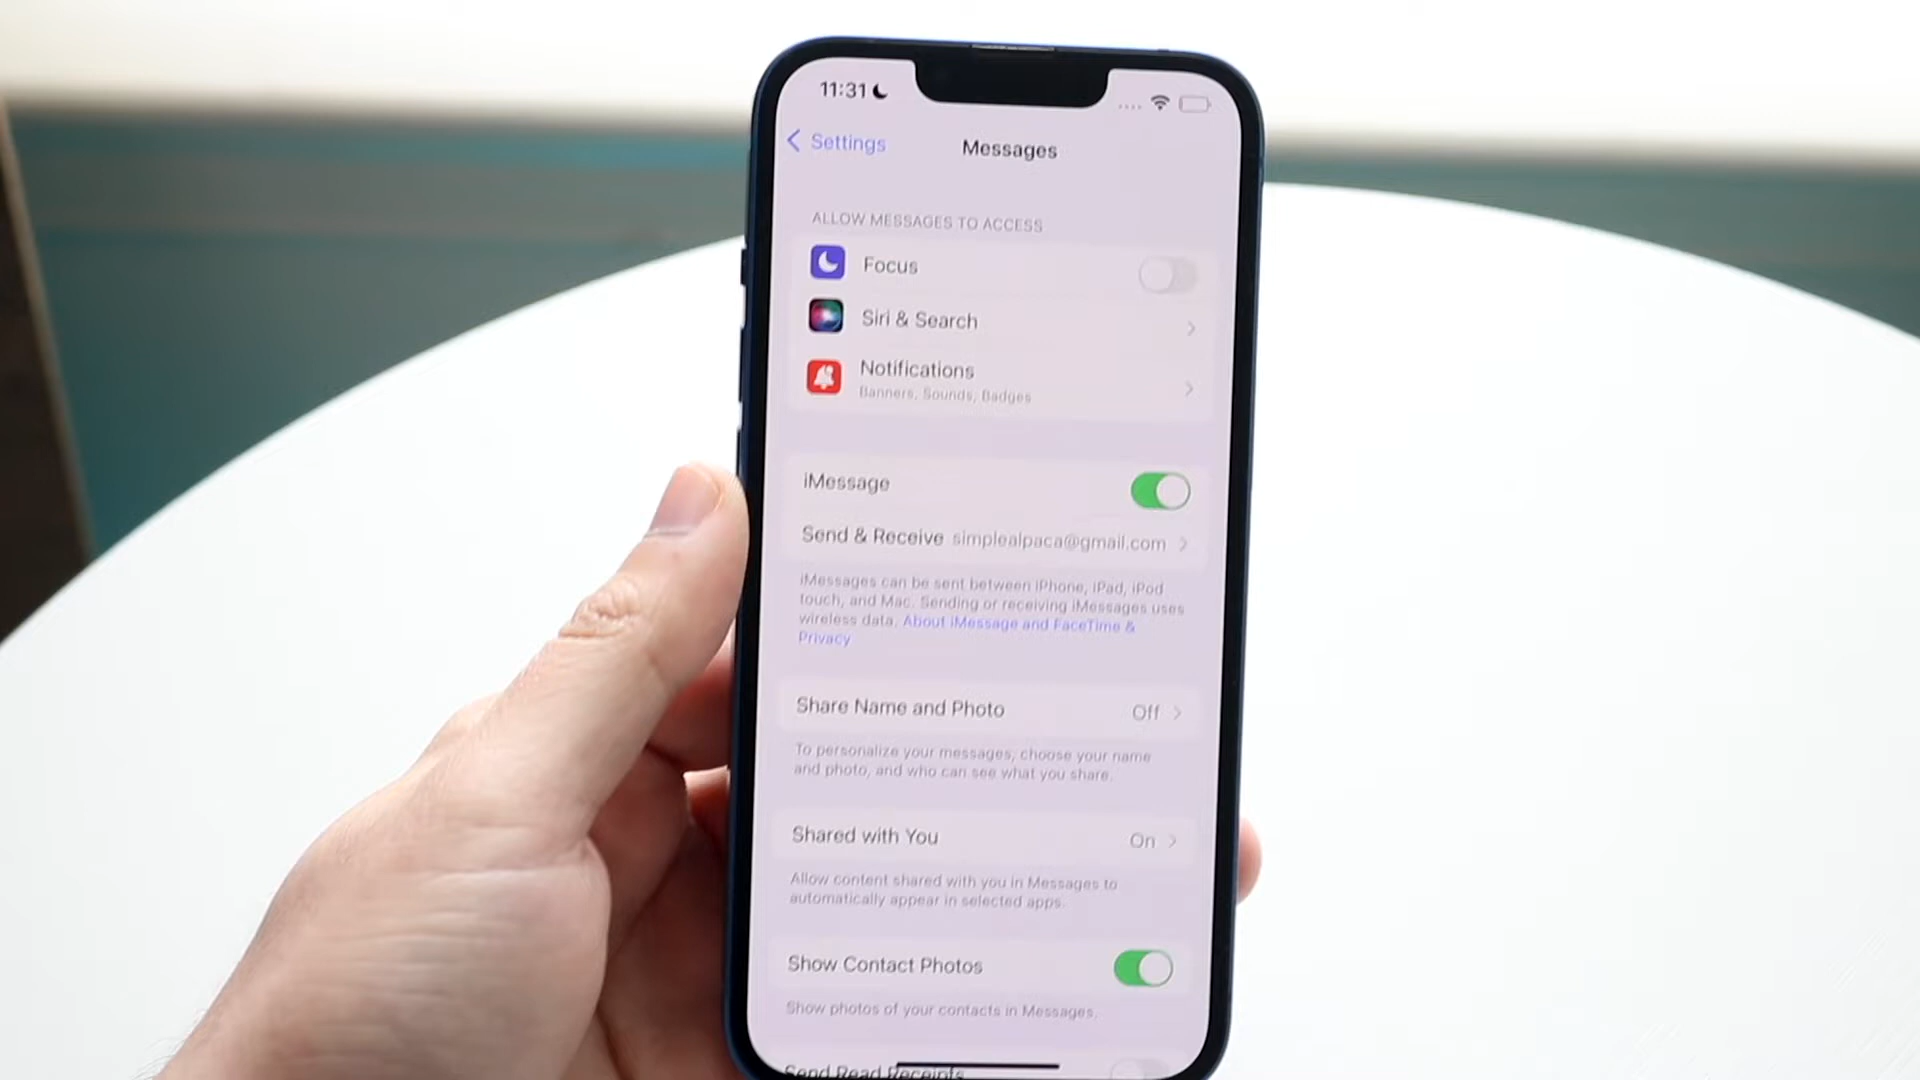 11:31
Settings
Messages
ALLOW MESSAGES TO ACCESS
Focus
Siri & Search
Notifications
Banners, Sounds, Badges
iMessage
Send & Receive simplealpaca@gmail.com
iMessages can be sent between iPhone, iPad, iPod
touch, and Mac. Sending or receiving iMessages uses
wireless data. About iMessage and FaceTime &
Privacy
Share Name and Photo Off
To personalize your messages, choose your name
and photo, and who can see what you share.
Shared with You On
Allow content shared with you in Messages to
automatically appear in selected apps.
Show Contact Photos
Show photos of your contacts in Messages.
Send Read Receipts